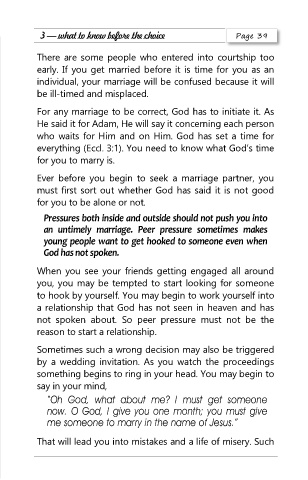 3 — what to know before the choice
Page 39
There are some people who entered into courtship too
early. If you get married before it is time for you as an
individual, your marriage will be confused because it will
be ill-timed and misplaced.
For any marriage to be correct, God has to initiate it. As
He said it for Adam, He will say it concerning each person
who waits for Him and on Him. God has set a time for
everything (Eccl. 3:1). You need to know what God's time
for you to marry is.
Ever before you begin to seek a marriage partner, you
must first sort out whether God has said it is not good
for you to be alone or not.
Pressures both inside and outside should not push you into
an untimely marriage. Peer pressure sometimes makes
young people want to get hooked to someone even when
God has not spoken.
When you see your friends getting engaged all around
you, you may be tempted to start looking for someone
to hook by yourself. You may begin to work yourself into
a relationship that God has not seen in heaven and has
not spoken about. So peer pressure must not be the
reason to start a relationship.
Sometimes such a wrong decision may also be triggered
by a wedding invitation. As you watch the proceedings
something begins to ring in your head. You may begin to
say in your mind,
"Oh God, what about me? I must get someone
now. O God, I give you one month; you must give
me someone to marry in the name of Jesus."
That will lead you into mistakes and a life of misery. Such